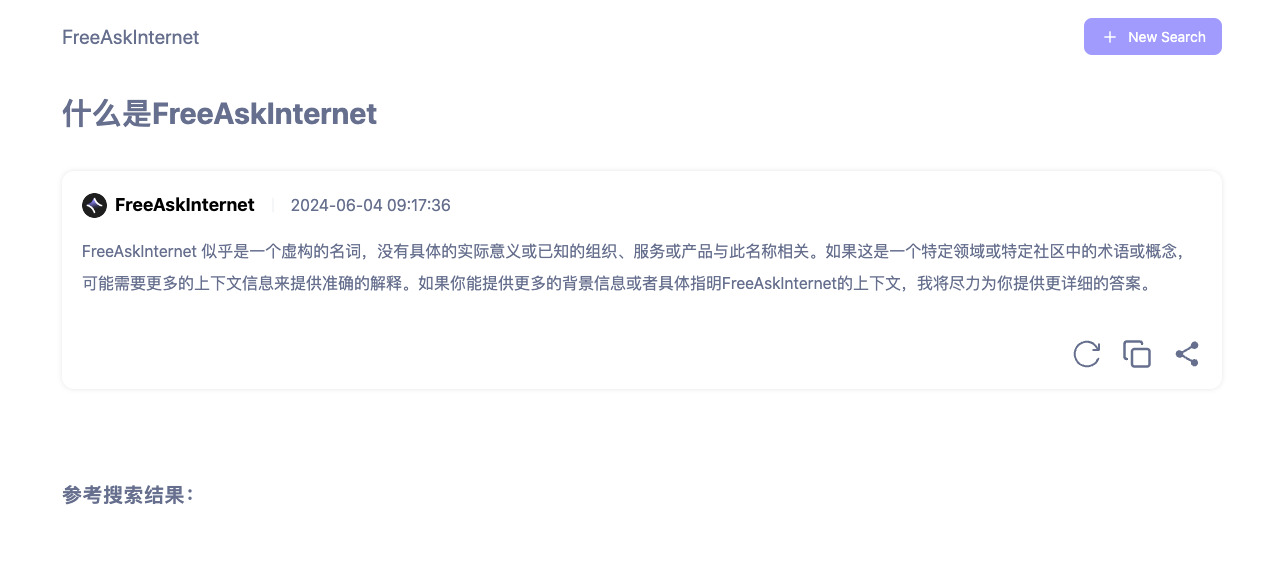 FreeAskInternet
New Search
什么是FreeAskInternet
FreeAskInternet
2024-06-04 09:17:36
FreeAskInternet 似乎是一个虚构的名词，没有具体的实际意义或已知的组织、服务或产品与此名称相关。如果这是一个特定领域或特定社区中的术语或概念，
可能需要更多的上下文信息来提供准确的解释。如果你能提供更多的背景信息或者具体指明FreeAskInternet的上下文，我将尽力为你提供更详细的答案。
参考搜索结果：